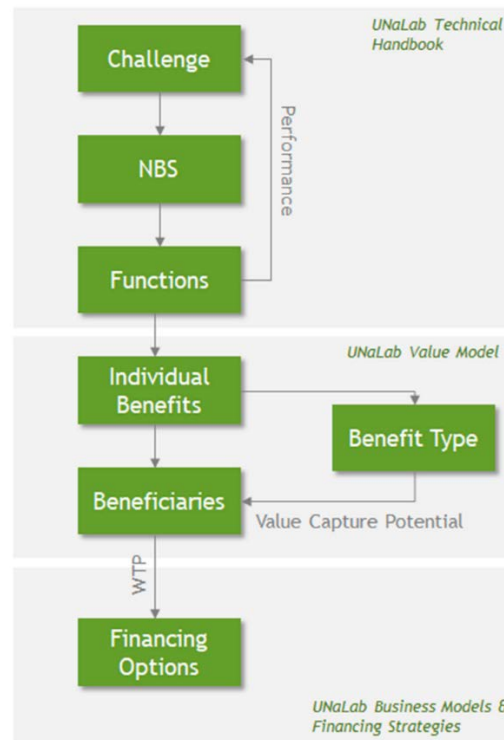 UNaLab Technical
Handbook
Challenge
Performance
NBS
Functions
UNaLab Value Model
Individual
Benefits
Benefit Type
Beneficiaries
Value Capture Potential
WTP
Financing
Options
UNaLab Business Models &
Financing Strategies